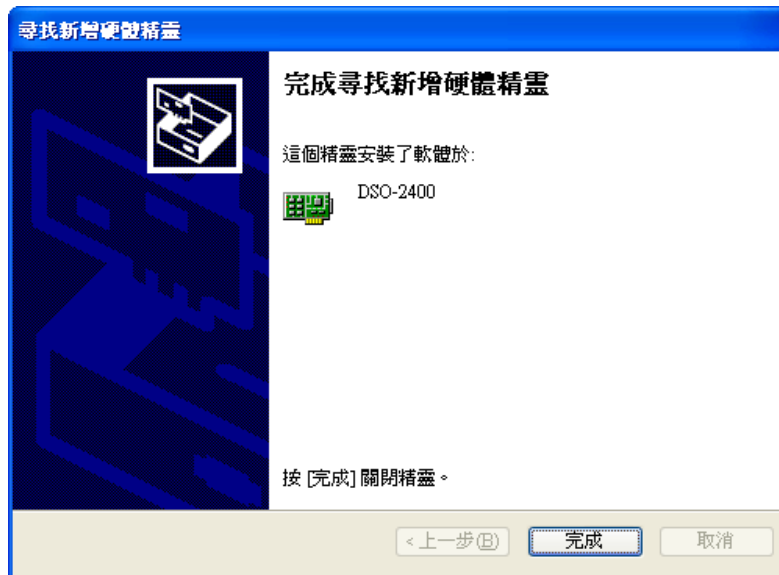 尋找新增硬體精靈
完成尋找新增硬體精靈
這個精靈安裝了軟體於:
DSO-2400
按 [完成] 關閉精靈。
<上一步(B)
完成
取消